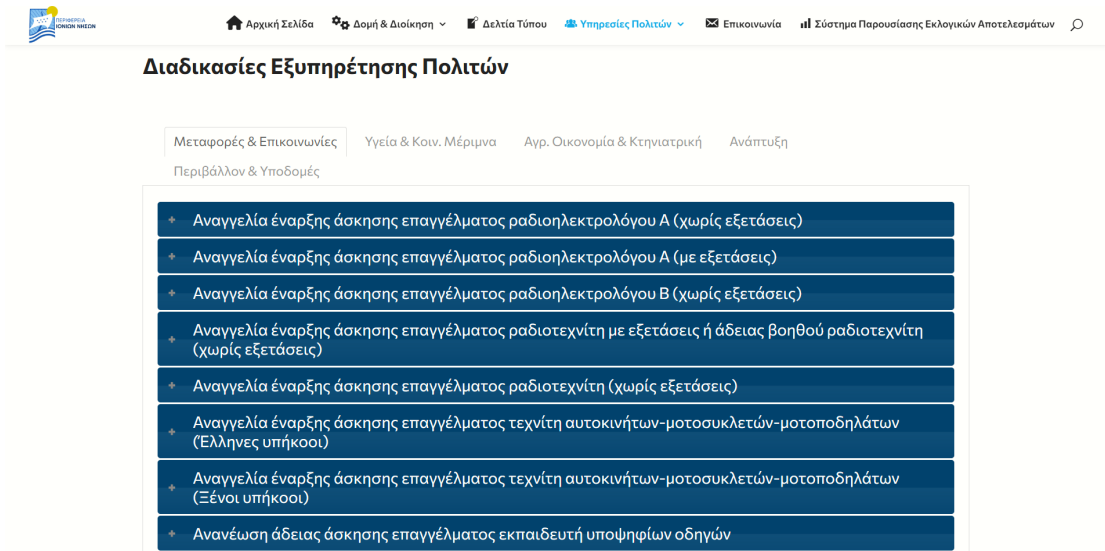 ΠΕΡΙΦΕΡΕΙΑ
ΙΟΝΙΩΝ ΝΗΣΩΝ
Αρχική Σελίδα Δομή & Διοίκηση Δελτία Τύπου Υπηρεσίες Πολιτών Επικοινωνία Σύστημα Παρουσίασης Εκλογικών Αποτελεσμάτων
Διαδικασίες Εξυπηρέτησης Πολιτών
Μεταφορές & Επικοινωνίες Υγεία & Κοιν. Μέριμνα Αγρ. Οικονομία & Κτηνιατρική Ανάπτυξη
Περιβάλλον & Υποδομές
Αναγγελία έναρξης άσκησης επαγγέλματος ραδιοηλεκτρολόγου Α (χωρίς εξετάσεις)
Αναγγελία έναρξης άσκησης επαγγέλματος ραδιοηλεκτρολόγου Α (με εξετάσεις)
Αναγγελία έναρξης άσκησης επαγγέλματος ραδιοηλεκτρολόγου Β (χωρίς εξετάσεις)
Αναγγελία έναρξης άσκησης επαγγέλματος ραδιοτεχνίτη με εξετάσεις ή άδειας βοηθού ραδιοτεχνίτη
(χωρίς εξετάσεις)
Αναγγελία έναρξης άσκησης επαγγέλματος ραδιοτεχνίτη (χωρίς εξετάσεις)
Αναγγελία έναρξης άσκησης επαγγέλματος τεχνίτη αυτοκινήτων-μοτοσυκλετών-μοτοποδηλάτων
(Έλληνες υπήκοοι)
Αναγγελία έναρξης άσκησης επαγγέλματος τεχνίτη αυτοκινήτων-μοτοσυκλετών-μοτοποδηλάτων
(Ξένοι υπήκοοι)
Ανανέωση άδειας άσκησης επαγγέλματος εκπαιδευτή υποψηφίων οδηγών